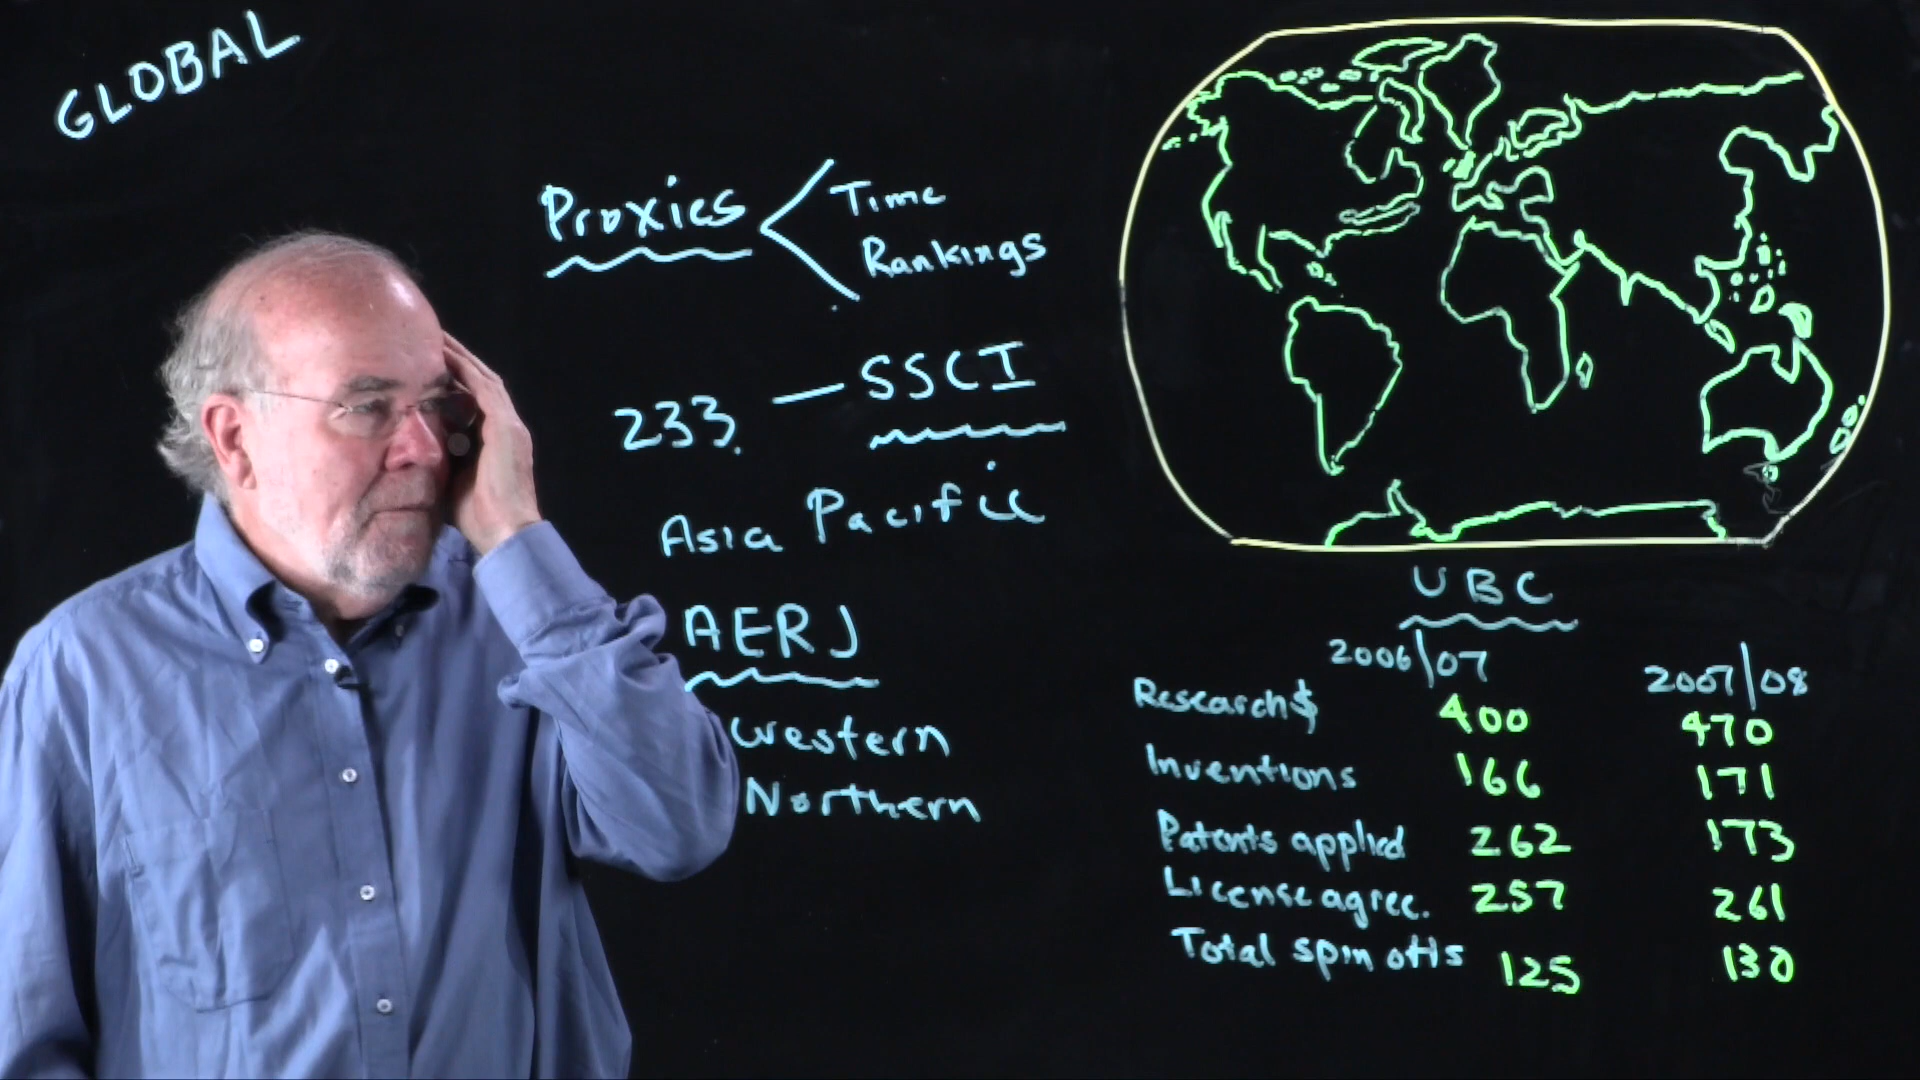 GLOBAL
Proxies
Time
Rankings
233 — SSCI
Asia Pacific
AERJ
Western
Northern
UBC
2006/07 2007/08
Research $ 400 470
Inventions 166 171
Patents applied 262 173
License agree. 257 261
Total spin offs 125 130